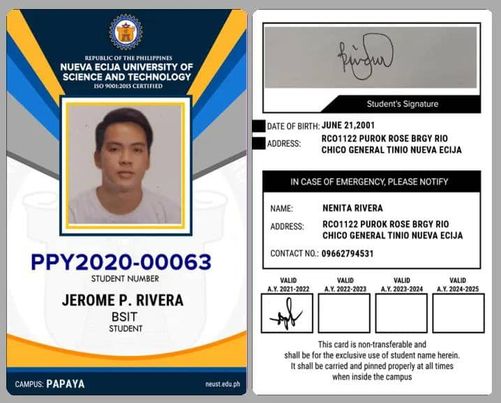 REPUBLIC OF THE PHILIPPINES
NUEVA ECIJA UNIVERSITY OF
SCIENCE AND TECHNOLOGY
ISO 9001:2015 CERTIFIED
PPY2020-00063
STUDENT NUMBER
JEROME P. RIVERA
BSIT
STUDENT
CAMPUS: PAPAYA
neust.edu.ph
Student's Signature
DATE OF BIRTH: JUNE 21,2001
ADDRESS: RCO1122 PUROK ROSE BRGY RIO
CHICO GENERAL TINIO NUEVA ECIJA
IN CASE OF EMERGENCY, PLEASE NOTIFY
NAME: NENITA RIVERA
ADDRESS: RCO1122 PUROK ROSE BRGY RIO
CHICO GENERAL TINIO NUEVA ECIJA
CONTACT NO.: 09662794531
VALID VALID VALID VALID
A.Y. 2021-2022 A.Y. 2022-2023 A.Y. 2023-2024 A.Y. 2024-2025
This card is non-transferable and
shall be for the exclusive use of student name herein.
It shall be carried and pinned properly at all times
when inside the campus